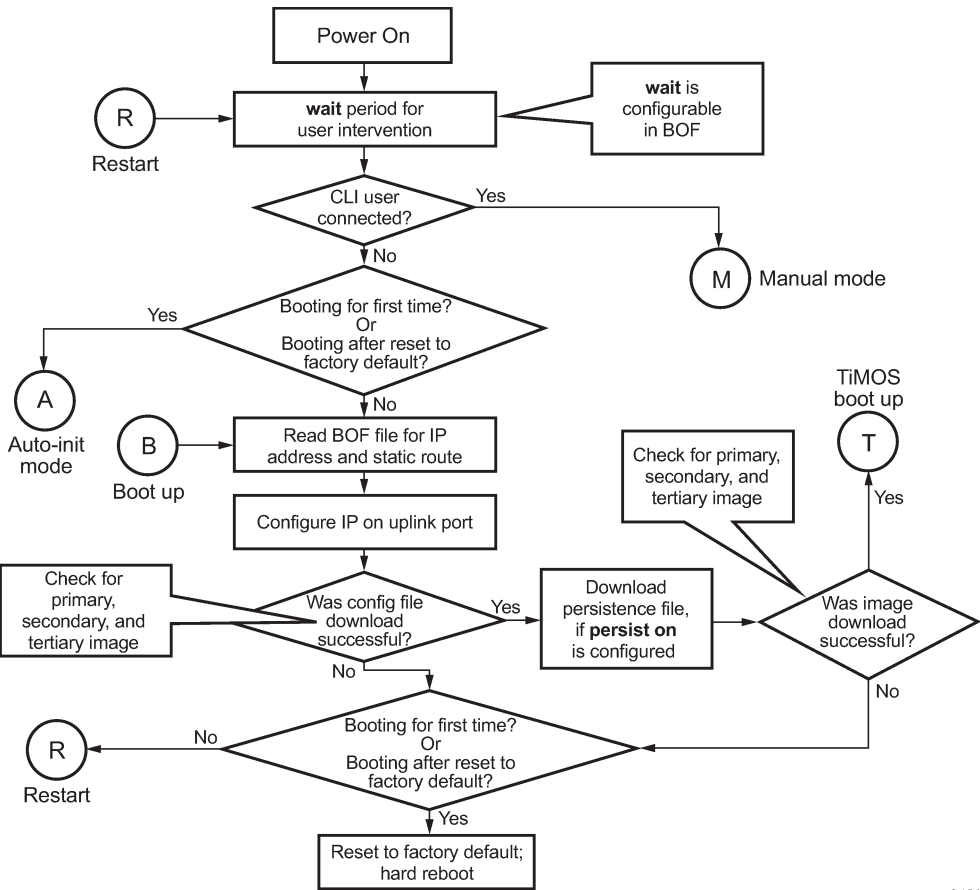 Power On
R
Restart
wait period for
user intervention
wait is
configurable
in BOF
CLI user
connected?
Yes
No
M
Manual mode
Booting for first time?
Or
Booting after reset to
factory default?
Yes
No
A
Auto-init
mode
B
Boot up
Read BOF file for IP
address and static route
TiMOS
boot up
T
Yes
Check for primary,
secondary, and
tertiary image
Configure IP on uplink port
Check for
primary,
secondary, and
tertiary image
Was config file
download
successful?
Yes
No
Download
persistence file,
if persist on
is configured
Was image
download
successful?
No
Booting for first time?
Or
Booting after reset to
factory default?
No
R
Restart
Yes
Reset to factory default;
hard reboot